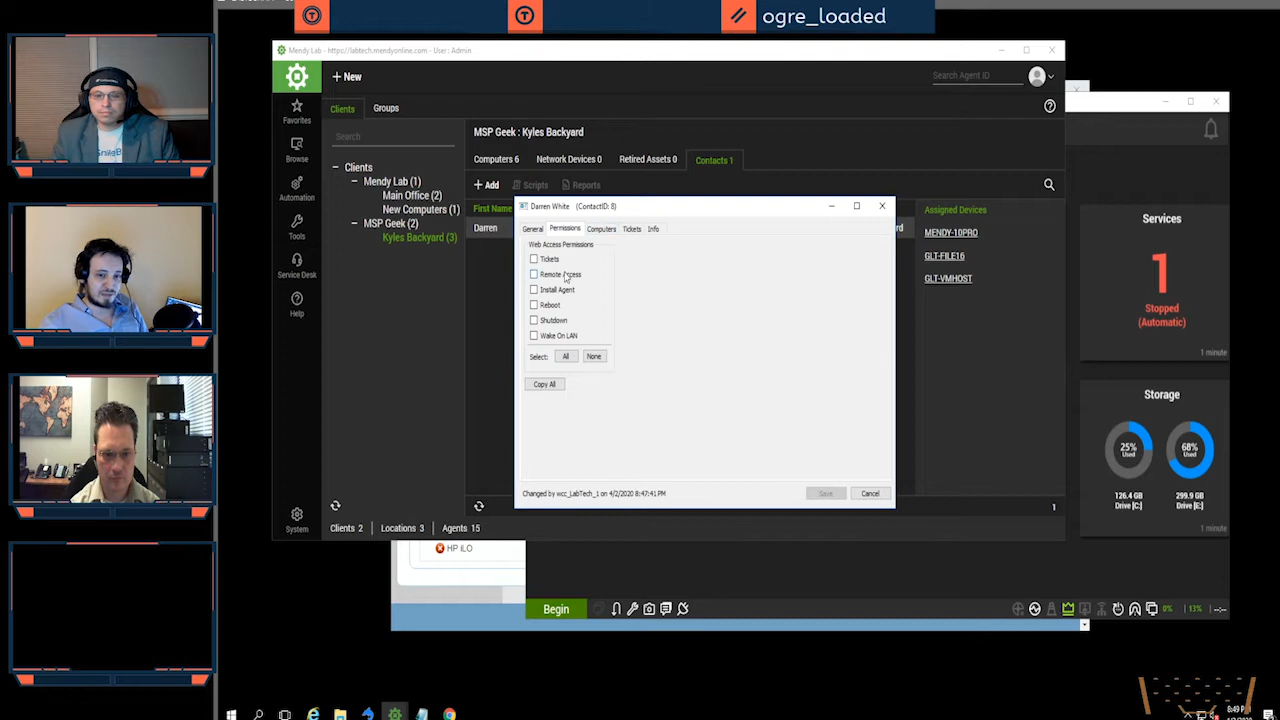 ogre_loaded
Mendy Lab - https://labtech.mendyonline.com - User : Admin
+ New
Search Agent ID
Clients
Groups
Favorites
Search
MSP Geek : Kyles Backyard
Browse
Computers 6
Network Devices 0
Retired Assets 0
Contacts 1
Clients
Mendy Lab (1)
Main Office (2)
New Computers (1)
MSP Geek (2)
Kyles Backyard (3)
Automation
Tools
Service Desk
Help
System
+ Add
Scripts
Reports
First Name
Darren
Darren White (ContactID: 8)
General
Permissions
Computers
Tickets
Info
Web Access Permissions
Tickets
Remote Access
Install Agent
Reboot
Shutdown
Wake On LAN
Select:
All
None
Copy All
Changed by wcc_LabTech_1 on 4/2/2020 8:47:41 PM
Save
Cancel
Assigned Devices
MENDY-10PRO
GLT-FILE16
GLT-VMHOST
1
Clients 2
Locations 3
Agents 15
Services
1
Stopped
(Automatic)
1 minute
Storage
25%
Used
68%
Used
126.4 GB
Drive [C:]
299.9 GB
Drive [E:]
1 minute
HP iLO
Begin
0%
13%